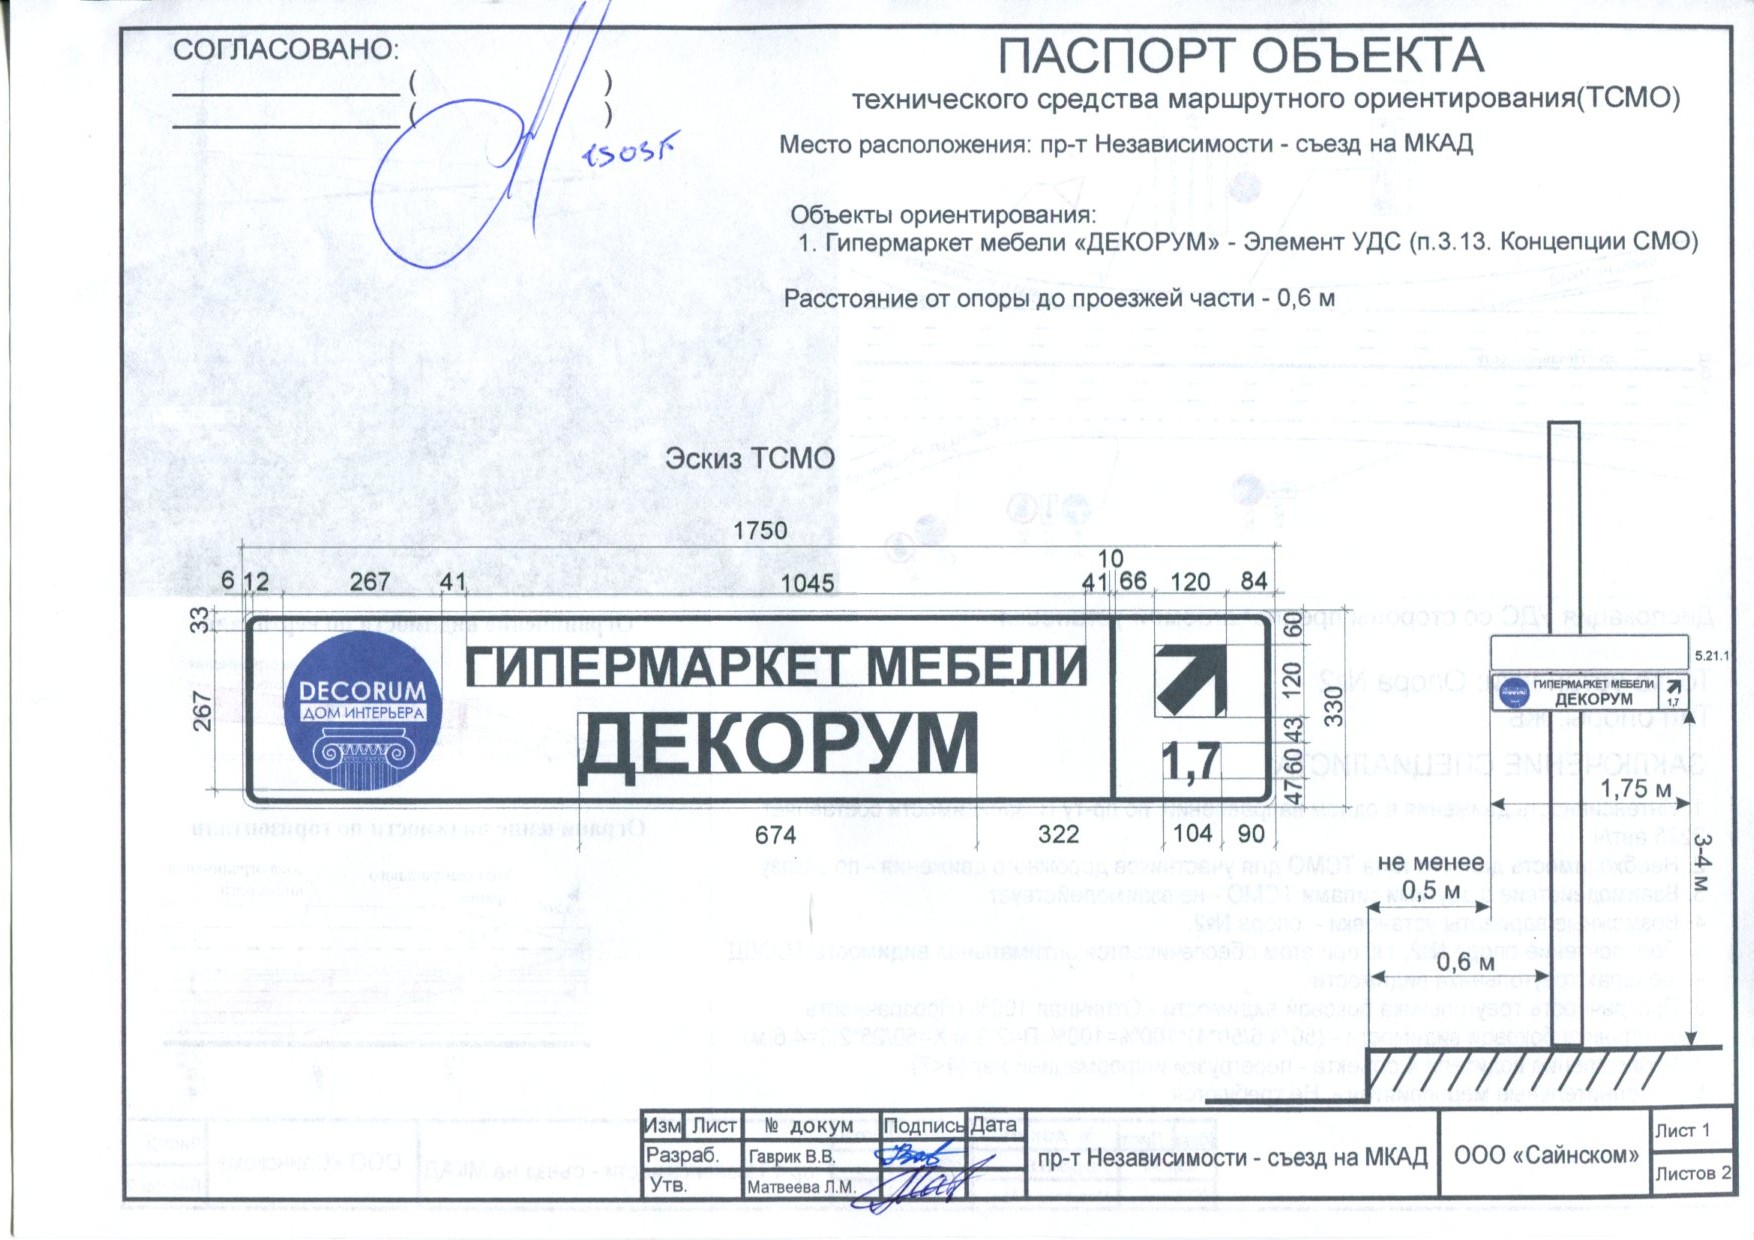 СОГЛАСОВАНО:
( )
( )
ПАСПОРТ ОБЪЕКТА
технического средства маршрутного ориентирования(ТСМО)
Место расположения: пр-т Независимости - съезд на МКАД
Объекты ориентирования:
1. Гипермаркет мебели «ДЕКОРУМ» - Элемент УДС (п.3.13. Концепции СМО)
Расстояние от опоры до проезжей части - 0,6 м
Эскиз ТСМО
1750
10
6 12 267 41 1045 41 66 120 84
33
267
DECORUM
ДОМ ИНТЕРЬЕРА
ГИПЕРМАРКЕТ МЕБЕЛИ
ДЕКОРУМ
1,7
60
120
43
60
47
330
674 322 104 90
5.21.1
ГИПЕРМАРКЕТ МЕБЕЛИ
ДЕКОРУМ
1,7
1,75 м
3-4 м
не менее
0,5 м
0,6 м
Изм Лист № докум Подпись Дата
Разраб. Гаврик В.В.
Утв. Матвеева Л.М.
пр-т Независимости - съезд на МКАД
ООО «Сайнском»
Лист 1
Листов 2